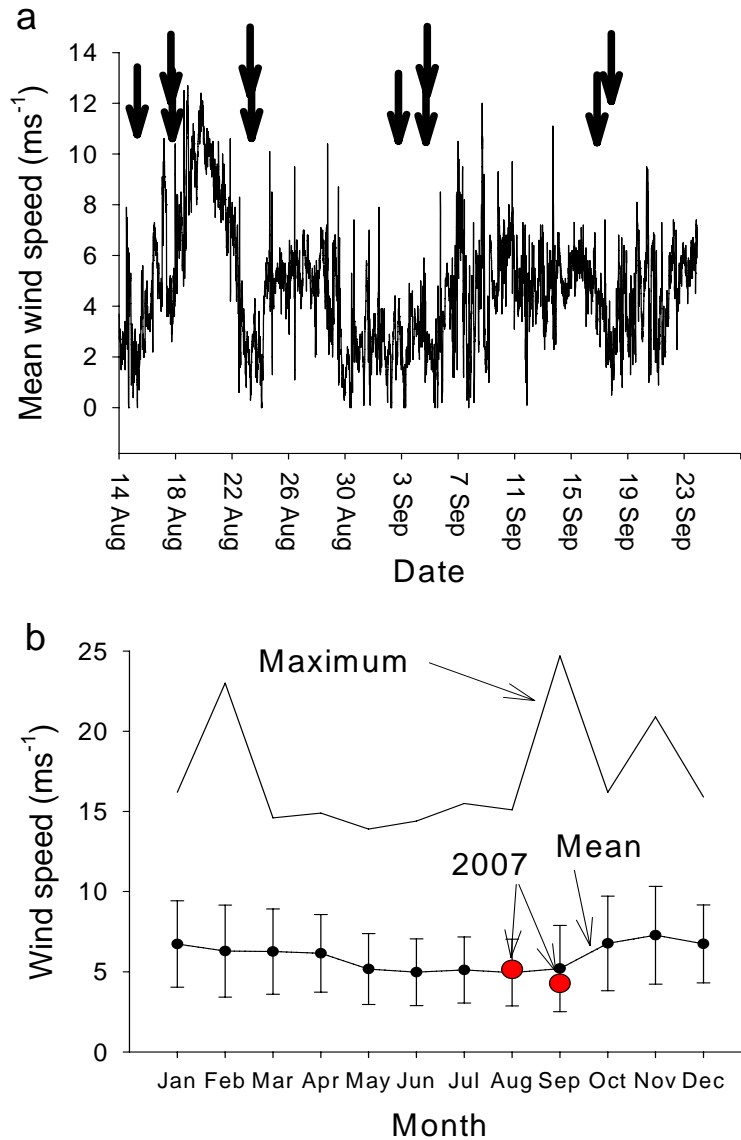 a
Mean wind speed (ms-1)
14
12
10
8
6
4
2
0
14 Aug
18 Aug
22 Aug
26 Aug
30 Aug
3 Sep
7 Sep
11 Sep
15 Sep
19 Sep
23 Sep
Date
b
Wind speed (ms-1)
25
20
15
10
5
0
Maximum
2007
Mean
Jan Feb Mar Apr May Jun Jul Aug Sep Oct Nov Dec
Month